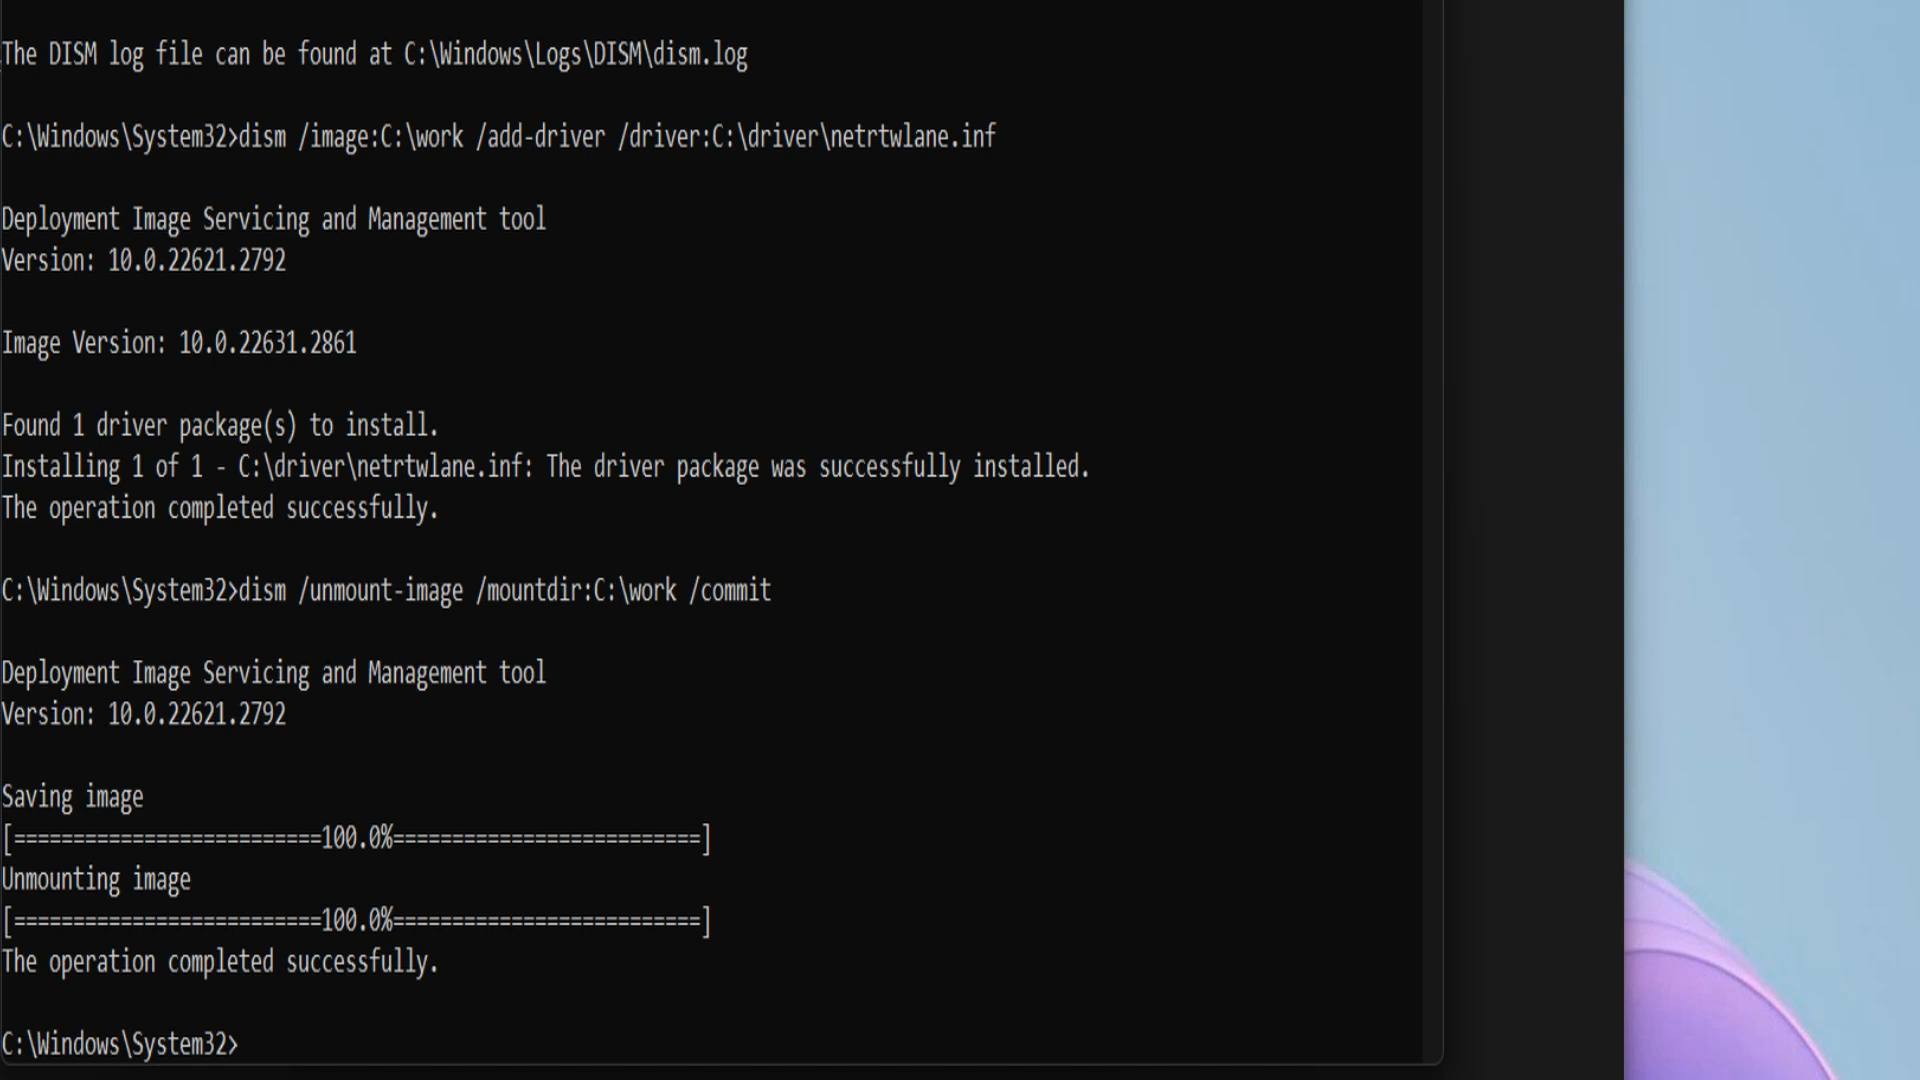 The DISM log file can be found at C:\Windows\Logs\DISM\dism.log
C:\Windows\System32>dism /image:C:\work /add-driver /driver:C:\driver\netrtwlane.inf
Deployment Image Servicing and Management tool
Version: 10.0.22621.2792
Image Version: 10.0.22631.2861
Found 1 driver package(s) to install.
Installing 1 of 1 - C:\driver\netrtwlane.inf: The driver package was successfully installed.
The operation completed successfully.
C:\Windows\System32>dism /unmount-image /mountdir:C:\work /commit
Deployment Image Servicing and Management tool
Version: 10.0.22621.2792
Saving image
[==========================100.0%==========================]
Unmounting image
[==========================100.0%==========================]
The operation completed successfully.
C:\Windows\System32>